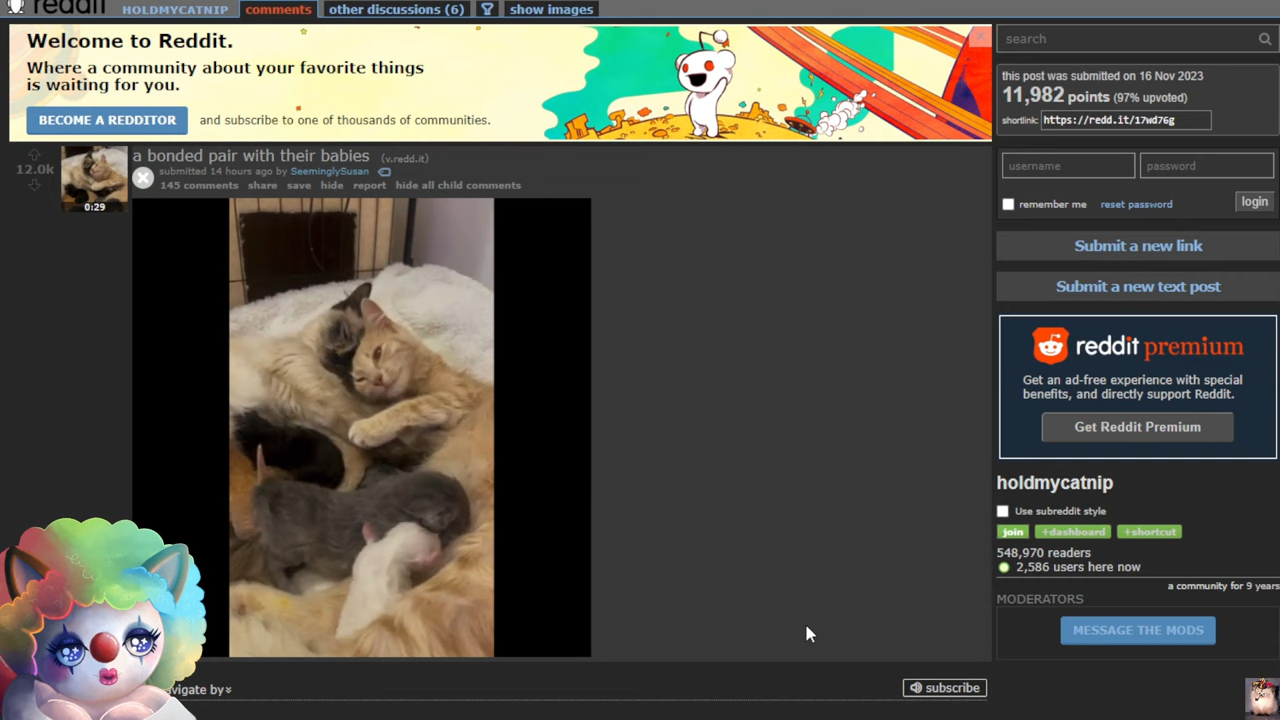 reddit HOLDMYCATNIP comments other discussions (6) show images
Welcome to Reddit.
Where a community about your favorite things
is waiting for you.
BECOME A REDDITOR and subscribe to one of thousands of communities.
12.0k
0:29
a bonded pair with their babies (v.redd.it)
submitted 14 hours ago by SeeminglySusan
145 comments share save hide report hide all child comments
vigate by
subscribe
search
this post was submitted on 16 Nov 2023
11,982 points (97% upvoted)
shortlink: https://redd.it/17wd76g
username password
remember me reset password login
Submit a new link
Submit a new text post
reddit premium
Get an ad-free experience with special
benefits, and directly support Reddit.
Get Reddit Premium
holdmycatnip
Use subreddit style
join +dashboard +shortcut
548,970 readers
2,586 users here now
a community for 9 years
MODERATORS
MESSAGE THE MODS